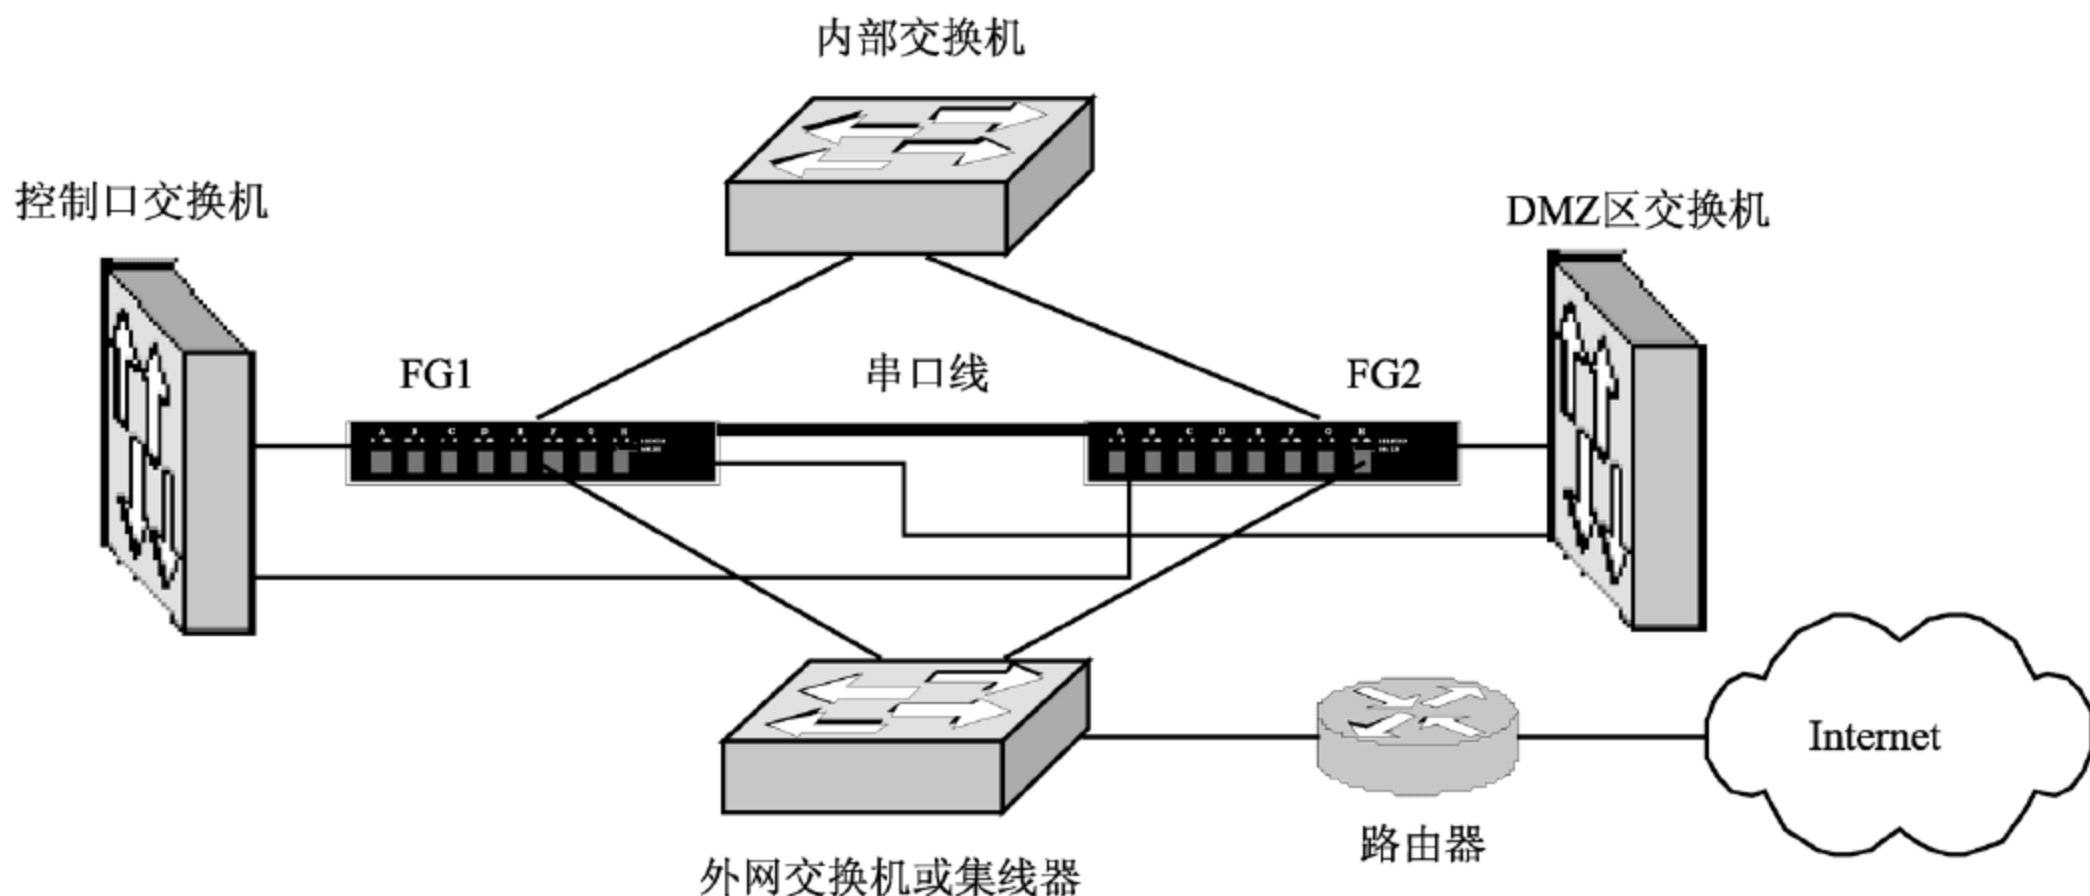 内部交换机
控制口交换机
DMZ区交换机
FG1
串口线
FG2
A B C D E F G H
A B C D E F G H
Internet
路由器
外网交换机或集线器